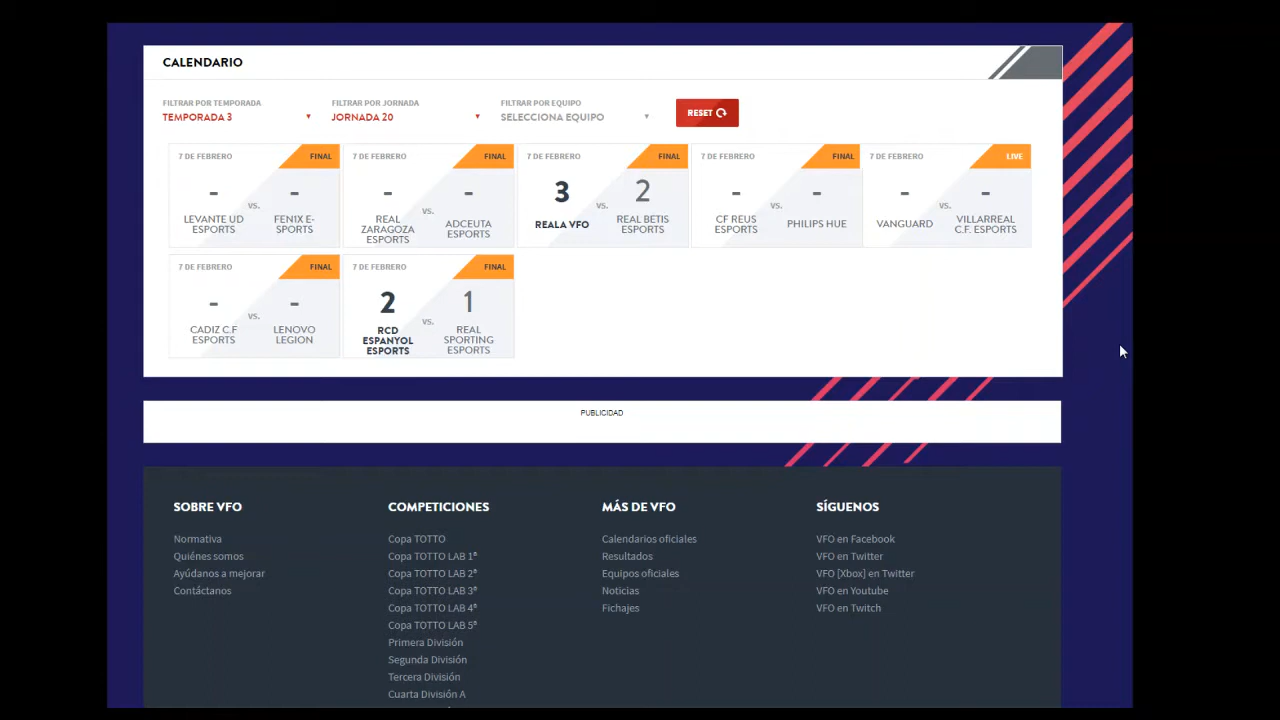 CALENDARIO
FILTRAR POR TEMPORADA
TEMPORADA 3
FILTRAR POR JORNADA
JORNADA 20
FILTRAR POR EQUIPO
SELECCIONA EQUIPO
RESET
7 DE FEBRERO FINAL
- VS. -
LEVANTE UD
ESPORTS
FENIX E-
SPORTS
7 DE FEBRERO FINAL
- VS. -
REAL
ZARAGOZA
ESPORTS
ADCEUTA
ESPORTS
7 DE FEBRERO FINAL
3 VS. 2
REALA VFO
REAL BETIS
ESPORTS
7 DE FEBRERO FINAL
- VS. -
CF REUS
ESPORTS
PHILIPS HUE
7 DE FEBRERO LIVE
- VS. -
VANGUARD
VILLARREAL
C.F. ESPORTS
7 DE FEBRERO FINAL
- VS. -
CADIZ C.F
ESPORTS
LENOVO
LEGION
7 DE FEBRERO FINAL
2 VS. 1
RCD
ESPANYOL
ESPORTS
REAL
SPORTING
ESPORTS
PUBLICIDAD
SOBRE VFO
Normativa
Quiénes somos
Ayúdanos a mejorar
Contáctanos
COMPETICIONES
Copa TOTTO
Copa TOTTO LAB 1ª
Copa TOTTO LAB 2ª
Copa TOTTO LAB 3ª
Copa TOTTO LAB 4ª
Copa TOTTO LAB 5ª
Primera División
Segunda División
Tercera División
Cuarta División A
MÁS DE VFO
Calendarios oficiales
Resultados
Equipos oficiales
Noticias
Fichajes
SÍGUENOS
VFO en Facebook
VFO en Twitter
VFO [Xbox] en Twitter
VFO en Youtube
VFO en Twitch